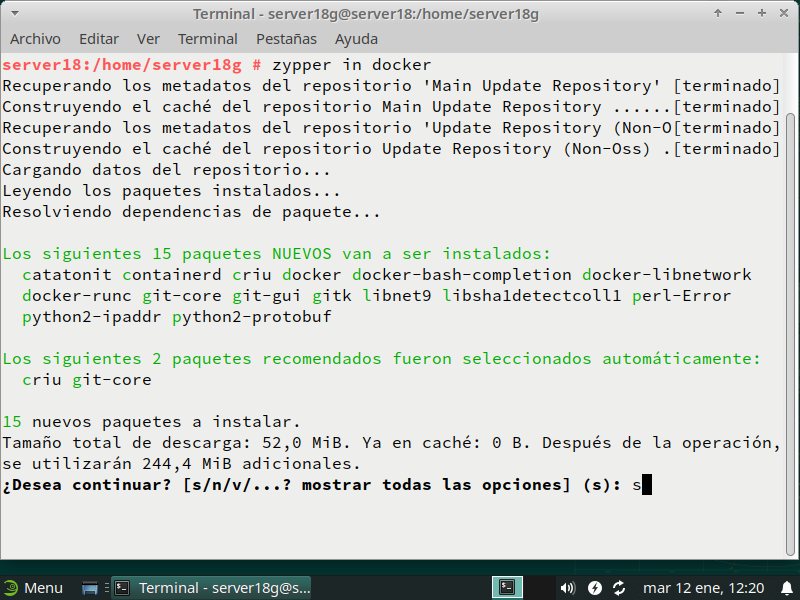 Terminal - server18g@server18:/home/server18g
Archivo Editar Ver Terminal Pestañas Ayuda
server18:/home/server18g # zypper in docker
Recuperando los metadatos del repositorio 'Main Update Repository' [terminado]
Construyendo el caché del repositorio Main Update Repository ......[terminado]
Recuperando los metadatos del repositorio 'Update Repository (Non-O[terminado]
Construyendo el caché del repositorio Update Repository (Non-Oss) .[terminado]
Cargando datos del repositorio...
Leyendo los paquetes instalados...
Resolviendo dependencias de paquete...
Los siguientes 15 paquetes NUEVOS van a ser instalados:
catatonit containerd criu docker docker-bash-completion docker-libnetwork
docker-runc git-core git-gui gitk libnet9 libsha1detectcoll1 perl-Error
python2-ipaddr python2-protobuf
Los siguientes 2 paquetes recomendados fueron seleccionados automáticamente:
criu git-core
15 nuevos paquetes a instalar.
Tamaño total de descarga: 52,0 MiB. Ya en caché: 0 B. Después de la operación,
se utilizarán 244,4 MiB adicionales.
¿Desea continuar? [s/n/v/...? mostrar todas las opciones] (s): s
Menu Terminal - server18g@s... mar 12 ene, 12:20